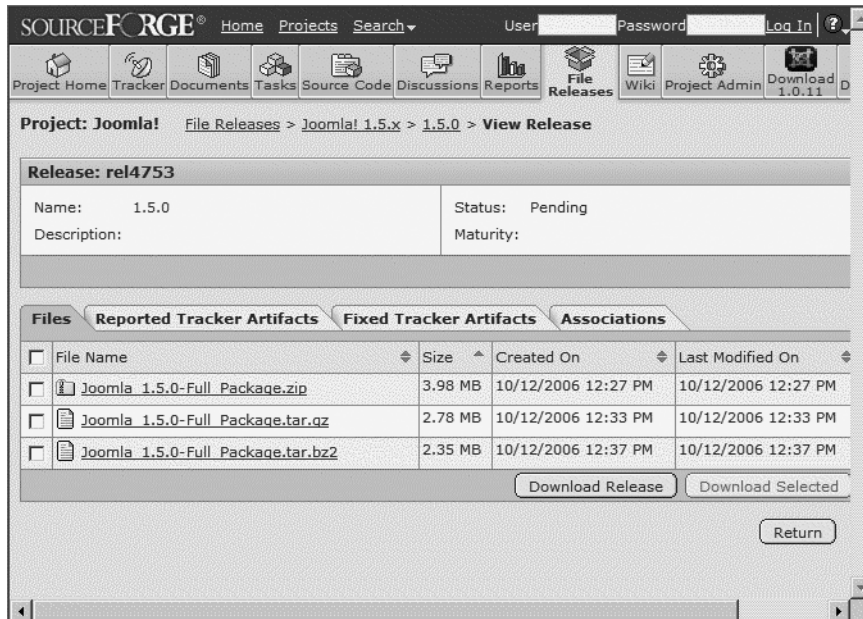 SOURCEFORGE® Home Projects Search User Password Log In ?
Project Home Tracker Documents Tasks Source Code Discussions Reports File Releases Wiki Project Admin Download 1.0.11 D
Project: Joomla! File Releases > Joomla! 1.5.x > 1.5.0 > View Release
Release: rel4753
Name: 1.5.0 Status: Pending
Description: Maturity:
Files Reported Tracker Artifacts Fixed Tracker Artifacts Associations
File Name Size Created On Last Modified On
Joomla_1.5.0-Full_Package.zip 3.98 MB 10/12/2006 12:27 PM 10/12/2006 12:27 PM
Joomla_1.5.0-Full_Package.tar.gz 2.78 MB 10/12/2006 12:33 PM 10/12/2006 12:33 PM
Joomla_1.5.0-Full_Package.tar.bz2 2.35 MB 10/12/2006 12:37 PM 10/12/2006 12:37 PM
Download Release Download Selected
Return